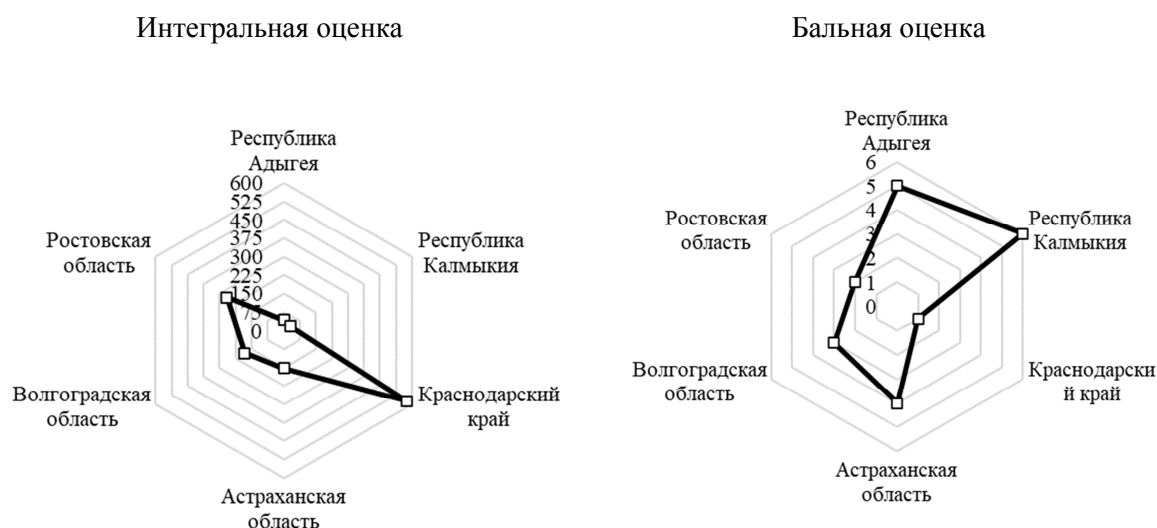 Интегральная оценка
Республика
Адыгея
600
525
450
375
300
225
150
75
0
Республика
Калмыкия
Краснодарский
край
Астраханская
область
Волгоградская
область
Ростовская
область
Бальная оценка
Республика
Адыгея
6
5
4
3
2
1
0
Республика
Калмыкия
Краснодарски
й край
Астраханская
область
Волгоградская
область
Ростовская
область